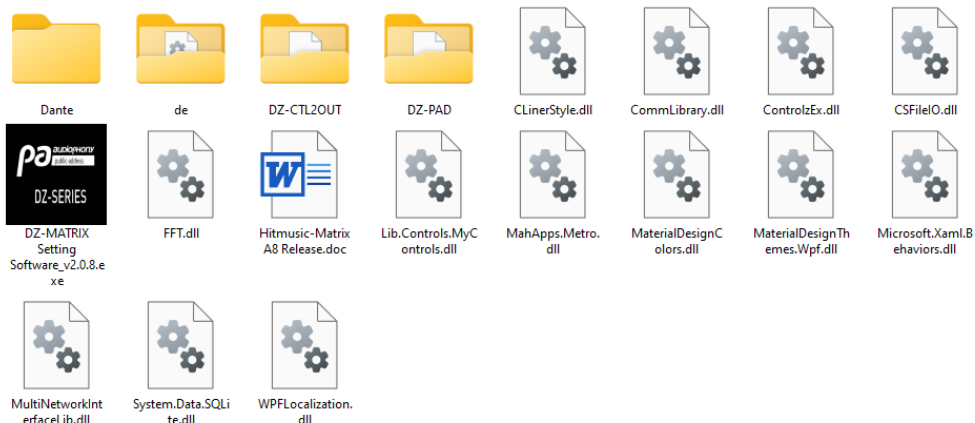 Dante
de
DZ-CTL2OUT
DZ-PAD
CLinerStyle.dll
CommLibrary.dll
ControlzEx.dll
CSFileIO.dll
pa audiophony
public-address
DZ-SERIES
DZ-MATRIX
Setting
Software_v2.0.8.e
xe
FFT.dll
W
Hitmusic-Matrix
A8 Release.doc
Lib.Controls.MyC
ontrols.dll
MahApps.Metro.
dll
MaterialDesignC
olors.dll
MaterialDesignTh
emes.Wpf.dll
Microsoft.Xaml.B
ehaviors.dll
MultiNetworkInt
erfaceLib.dll
System.Data.SQLi
te.dll
WPFLocalization.
dll